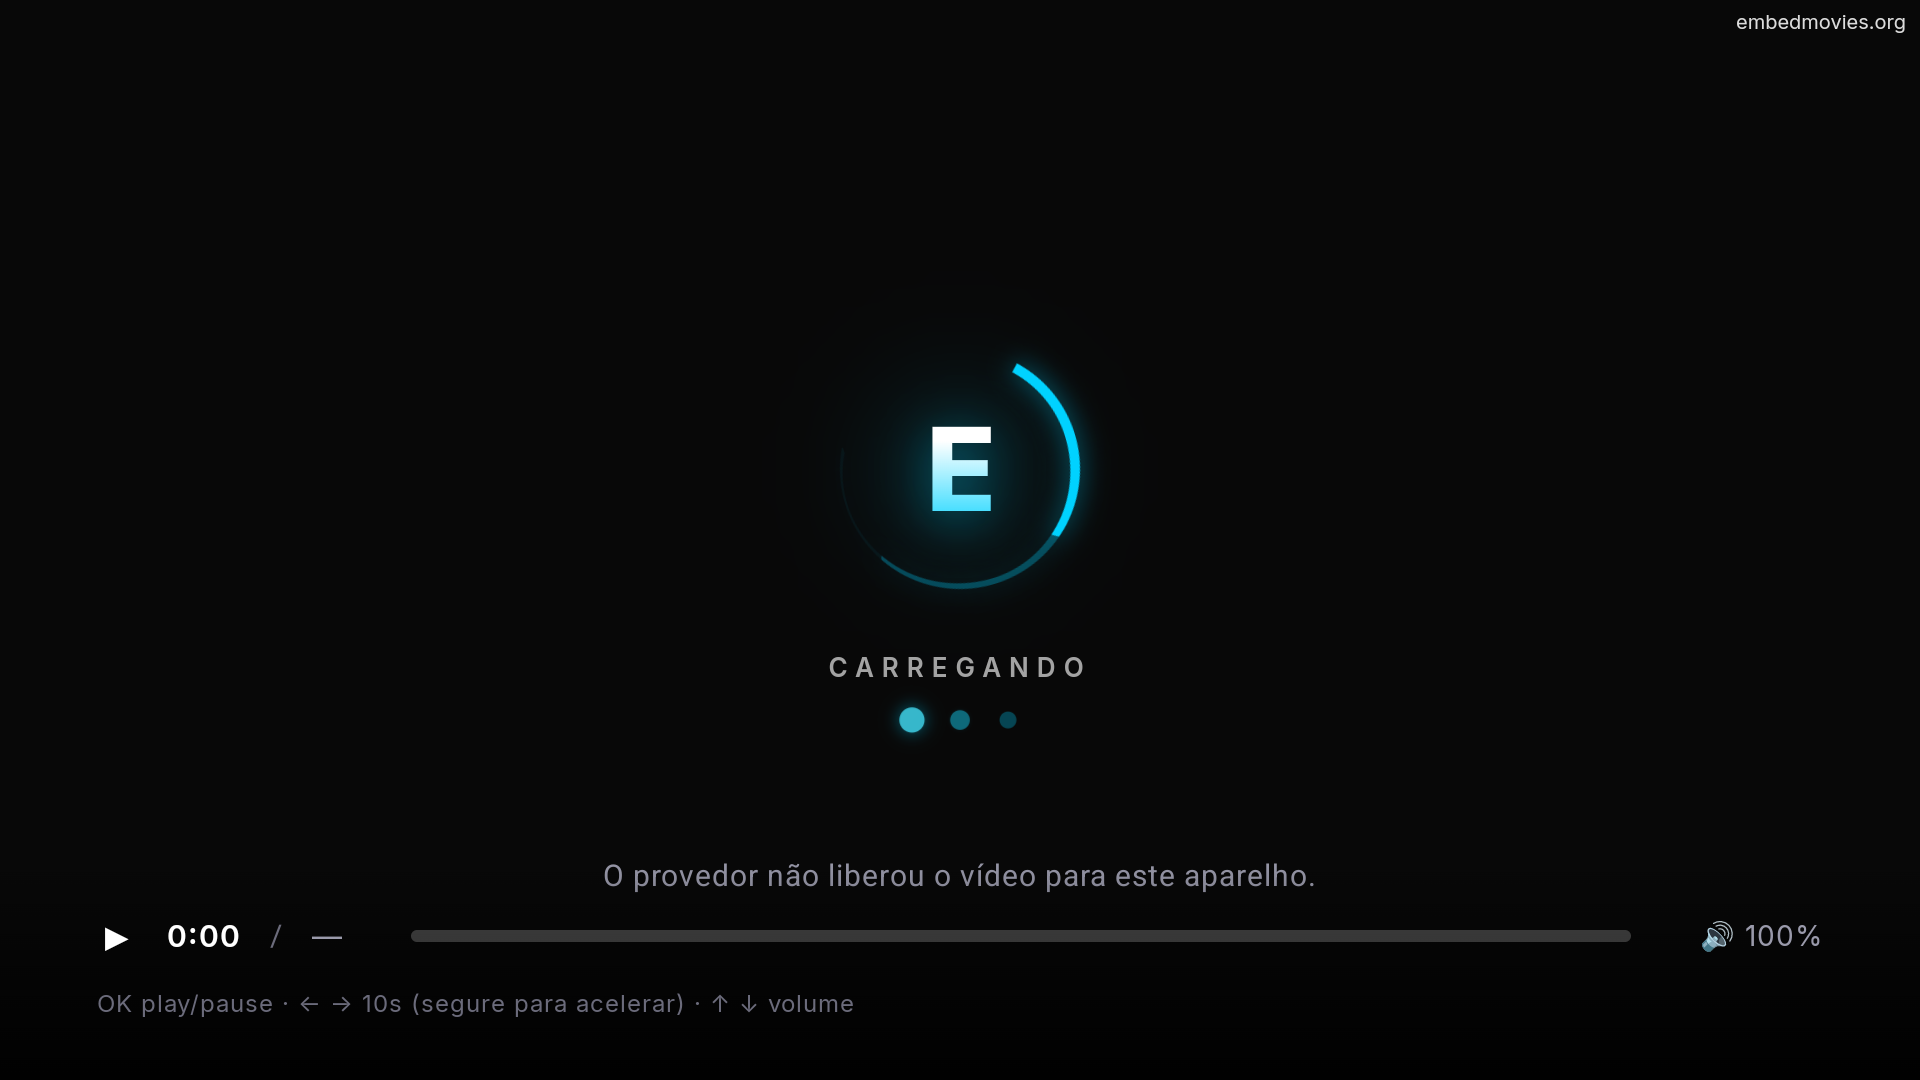 embedmovies.org
E
CARREGANDO
O provedor não liberou o vídeo para este aparelho.
▶ 0:00 / — 🔊 100%
OK play/pause · ← → 10s (segure para acelerar) · ↑ ↓ volume